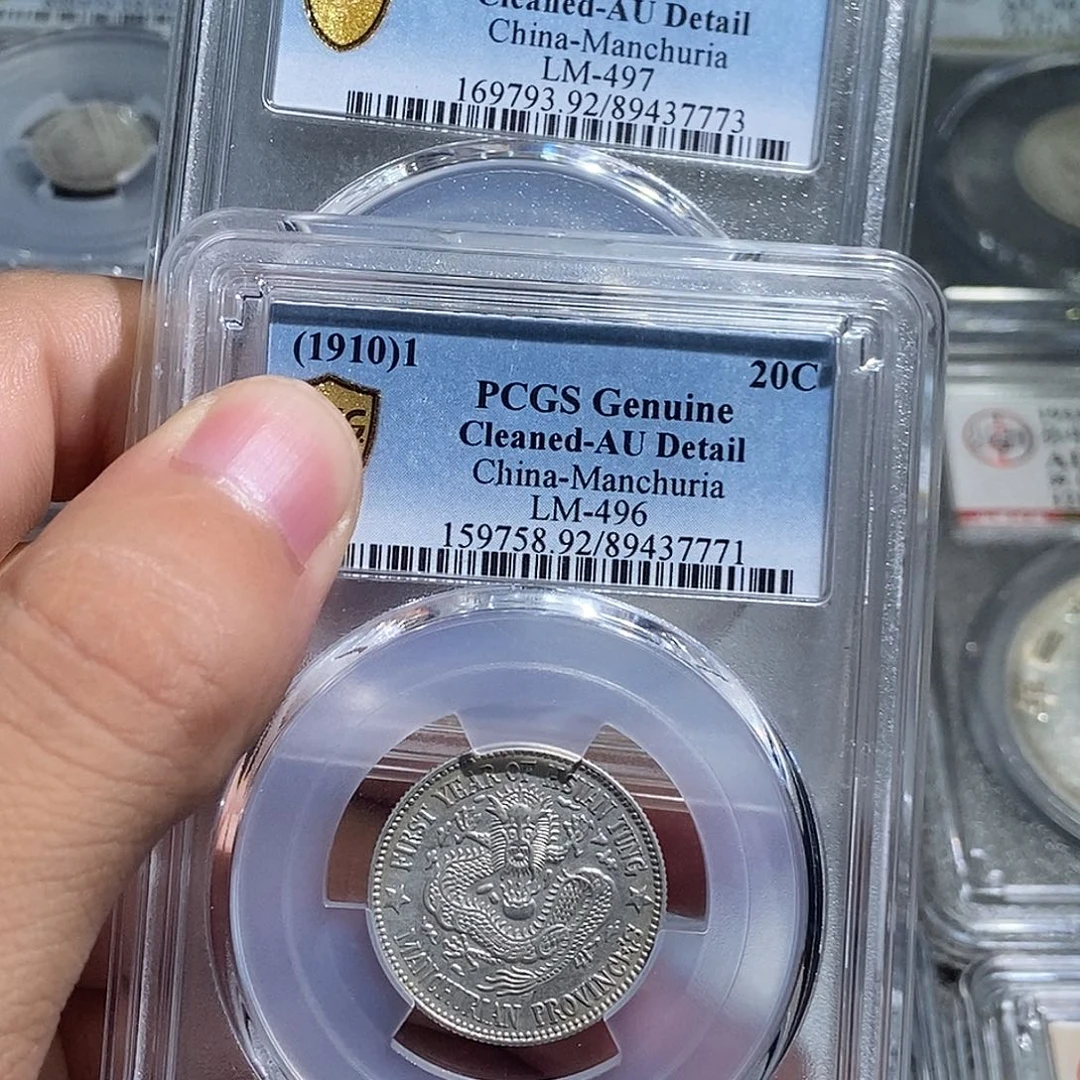 Cleaned-AU Detail
China-Manchuria
LM-497
169793.92/89437773
(1910)1
20C
PCGS Genuine
Cleaned-AU Detail
China-Manchuria
LM-496
159758.92/89437771
FIRST YEAR OF HSUAN TUNG
MANCHURIAN PROVINCES